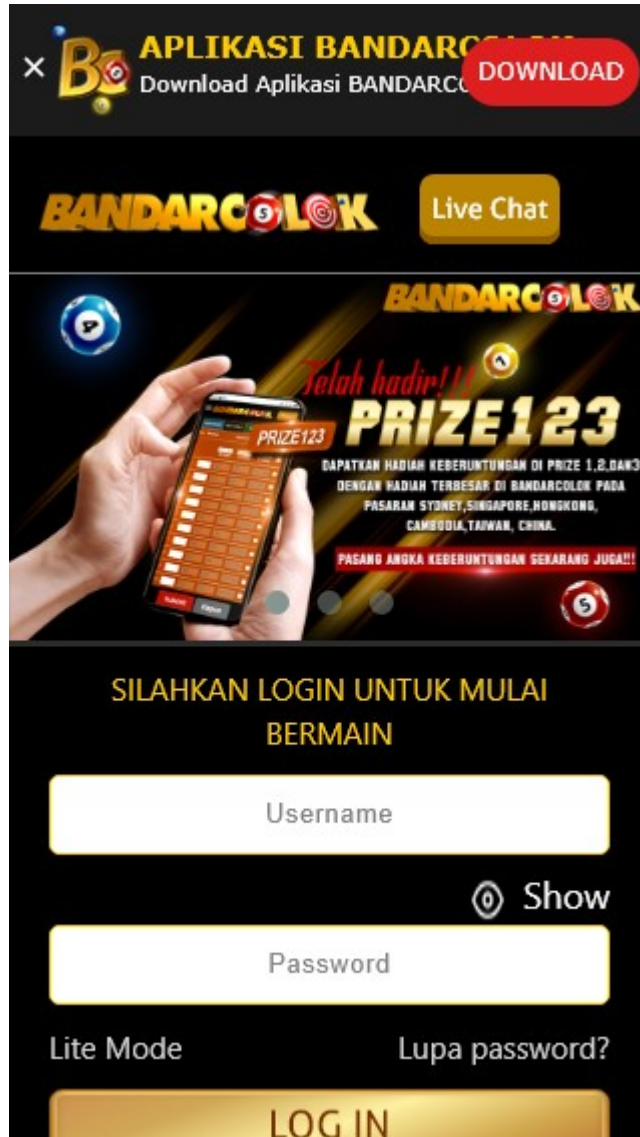 APLIKASI BANDARCOLOK
Download Aplikasi BANDARCO
DOWNLOAD
BANDARCOLOK
Live Chat
BANDARCOLOK
Telah hadir!!!
PRIZE123
PRIZE123
DAPATKAN HADIAH KEBERUNTUNGAN DI PRIZE 1,2,DAN3
DENGAN HADIAH TERBESAR DI BANDARCOLOK PADA
PASARAN SYDNEY,SINGAPORE,HONGKONG,
CAMBODIA,TAIWAN, CHINA.
PASANG ANGKA KEBERUNTUNGAN SEKARANG JUGA!!!
SILAHKAN LOGIN UNTUK MULAI
BERMAIN
Username
Show
Password
Lite Mode
Lupa password?
LOG IN